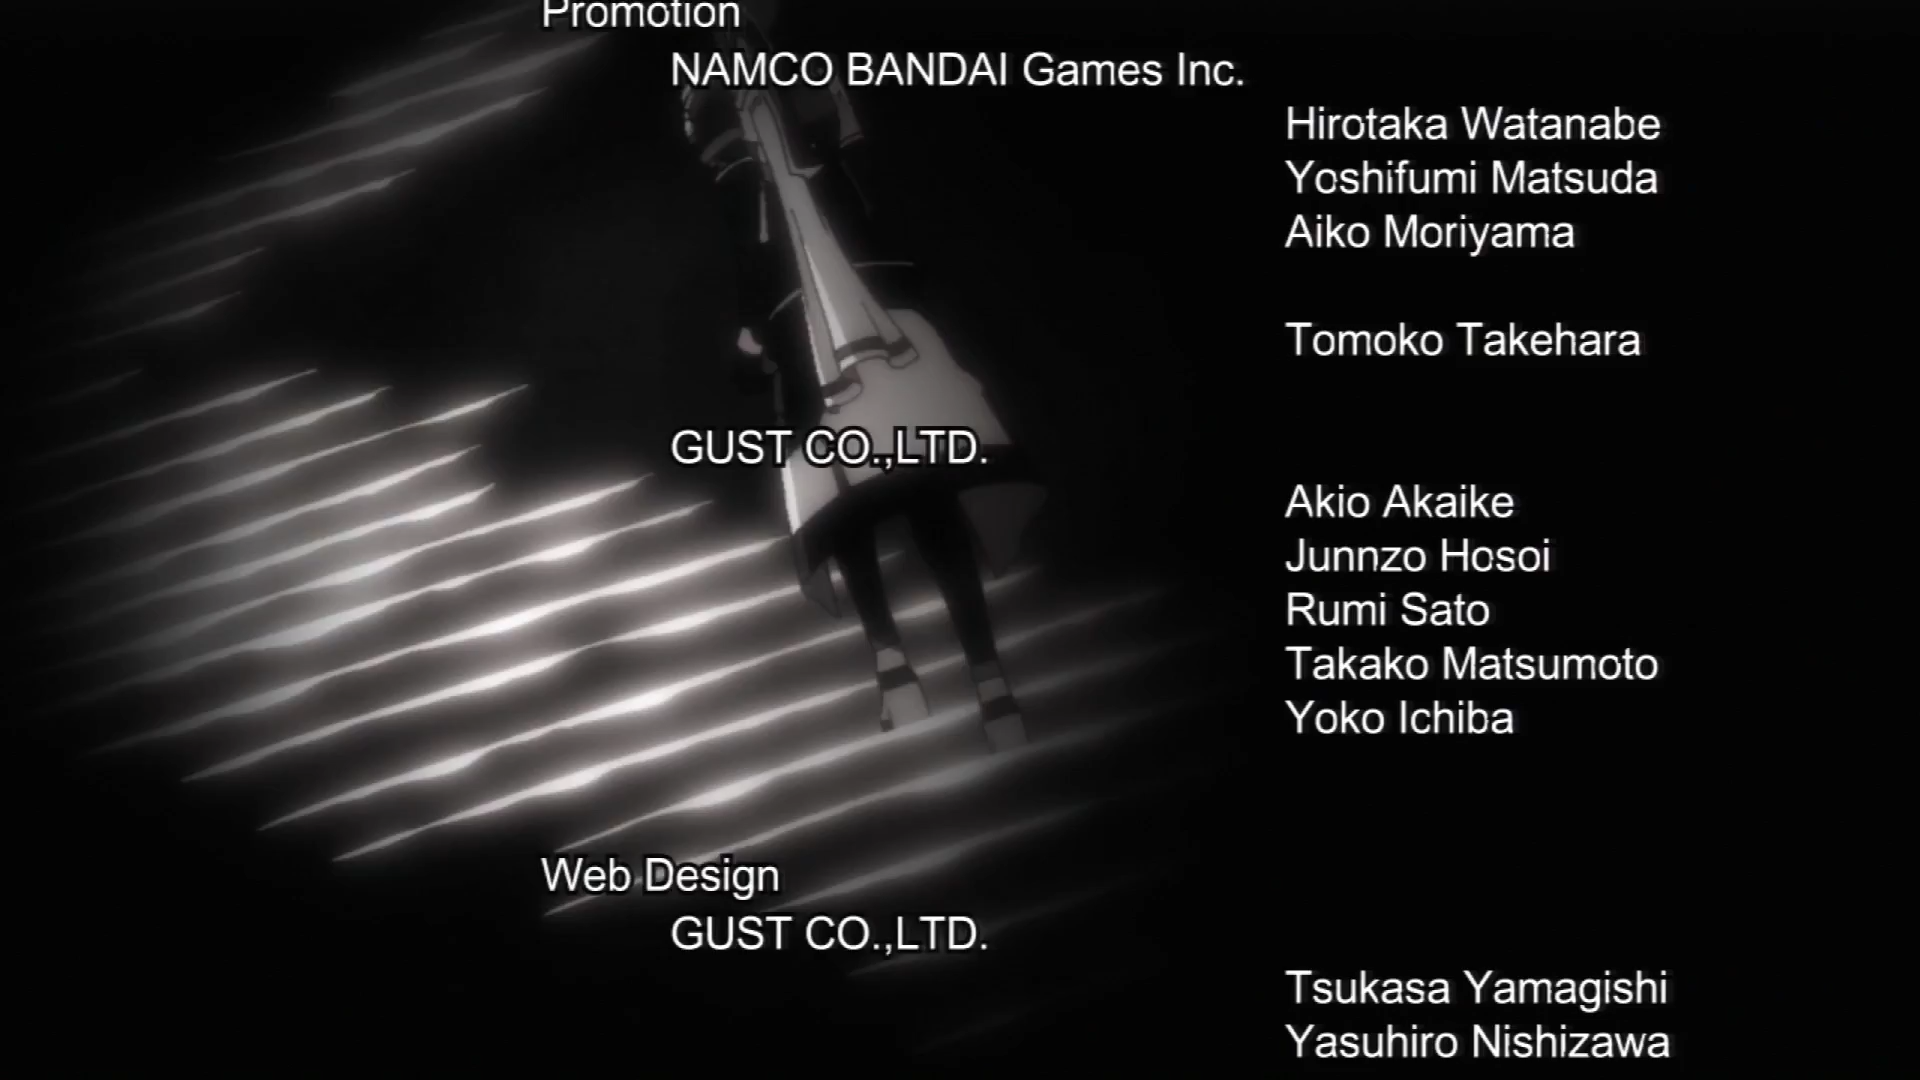 Promotion
NAMCO BANDAI Games Inc.
Hirotaka Watanabe
Yoshifumi Matsuda
Aiko Moriyama
Tomoko Takehara
GUST CO.,LTD.
Akio Akaike
Junnzo Hosoi
Rumi Sato
Takako Matsumoto
Yoko Ichiba
Web Design
GUST CO.,LTD.
Tsukasa Yamagishi
Yasuhiro Nishizawa